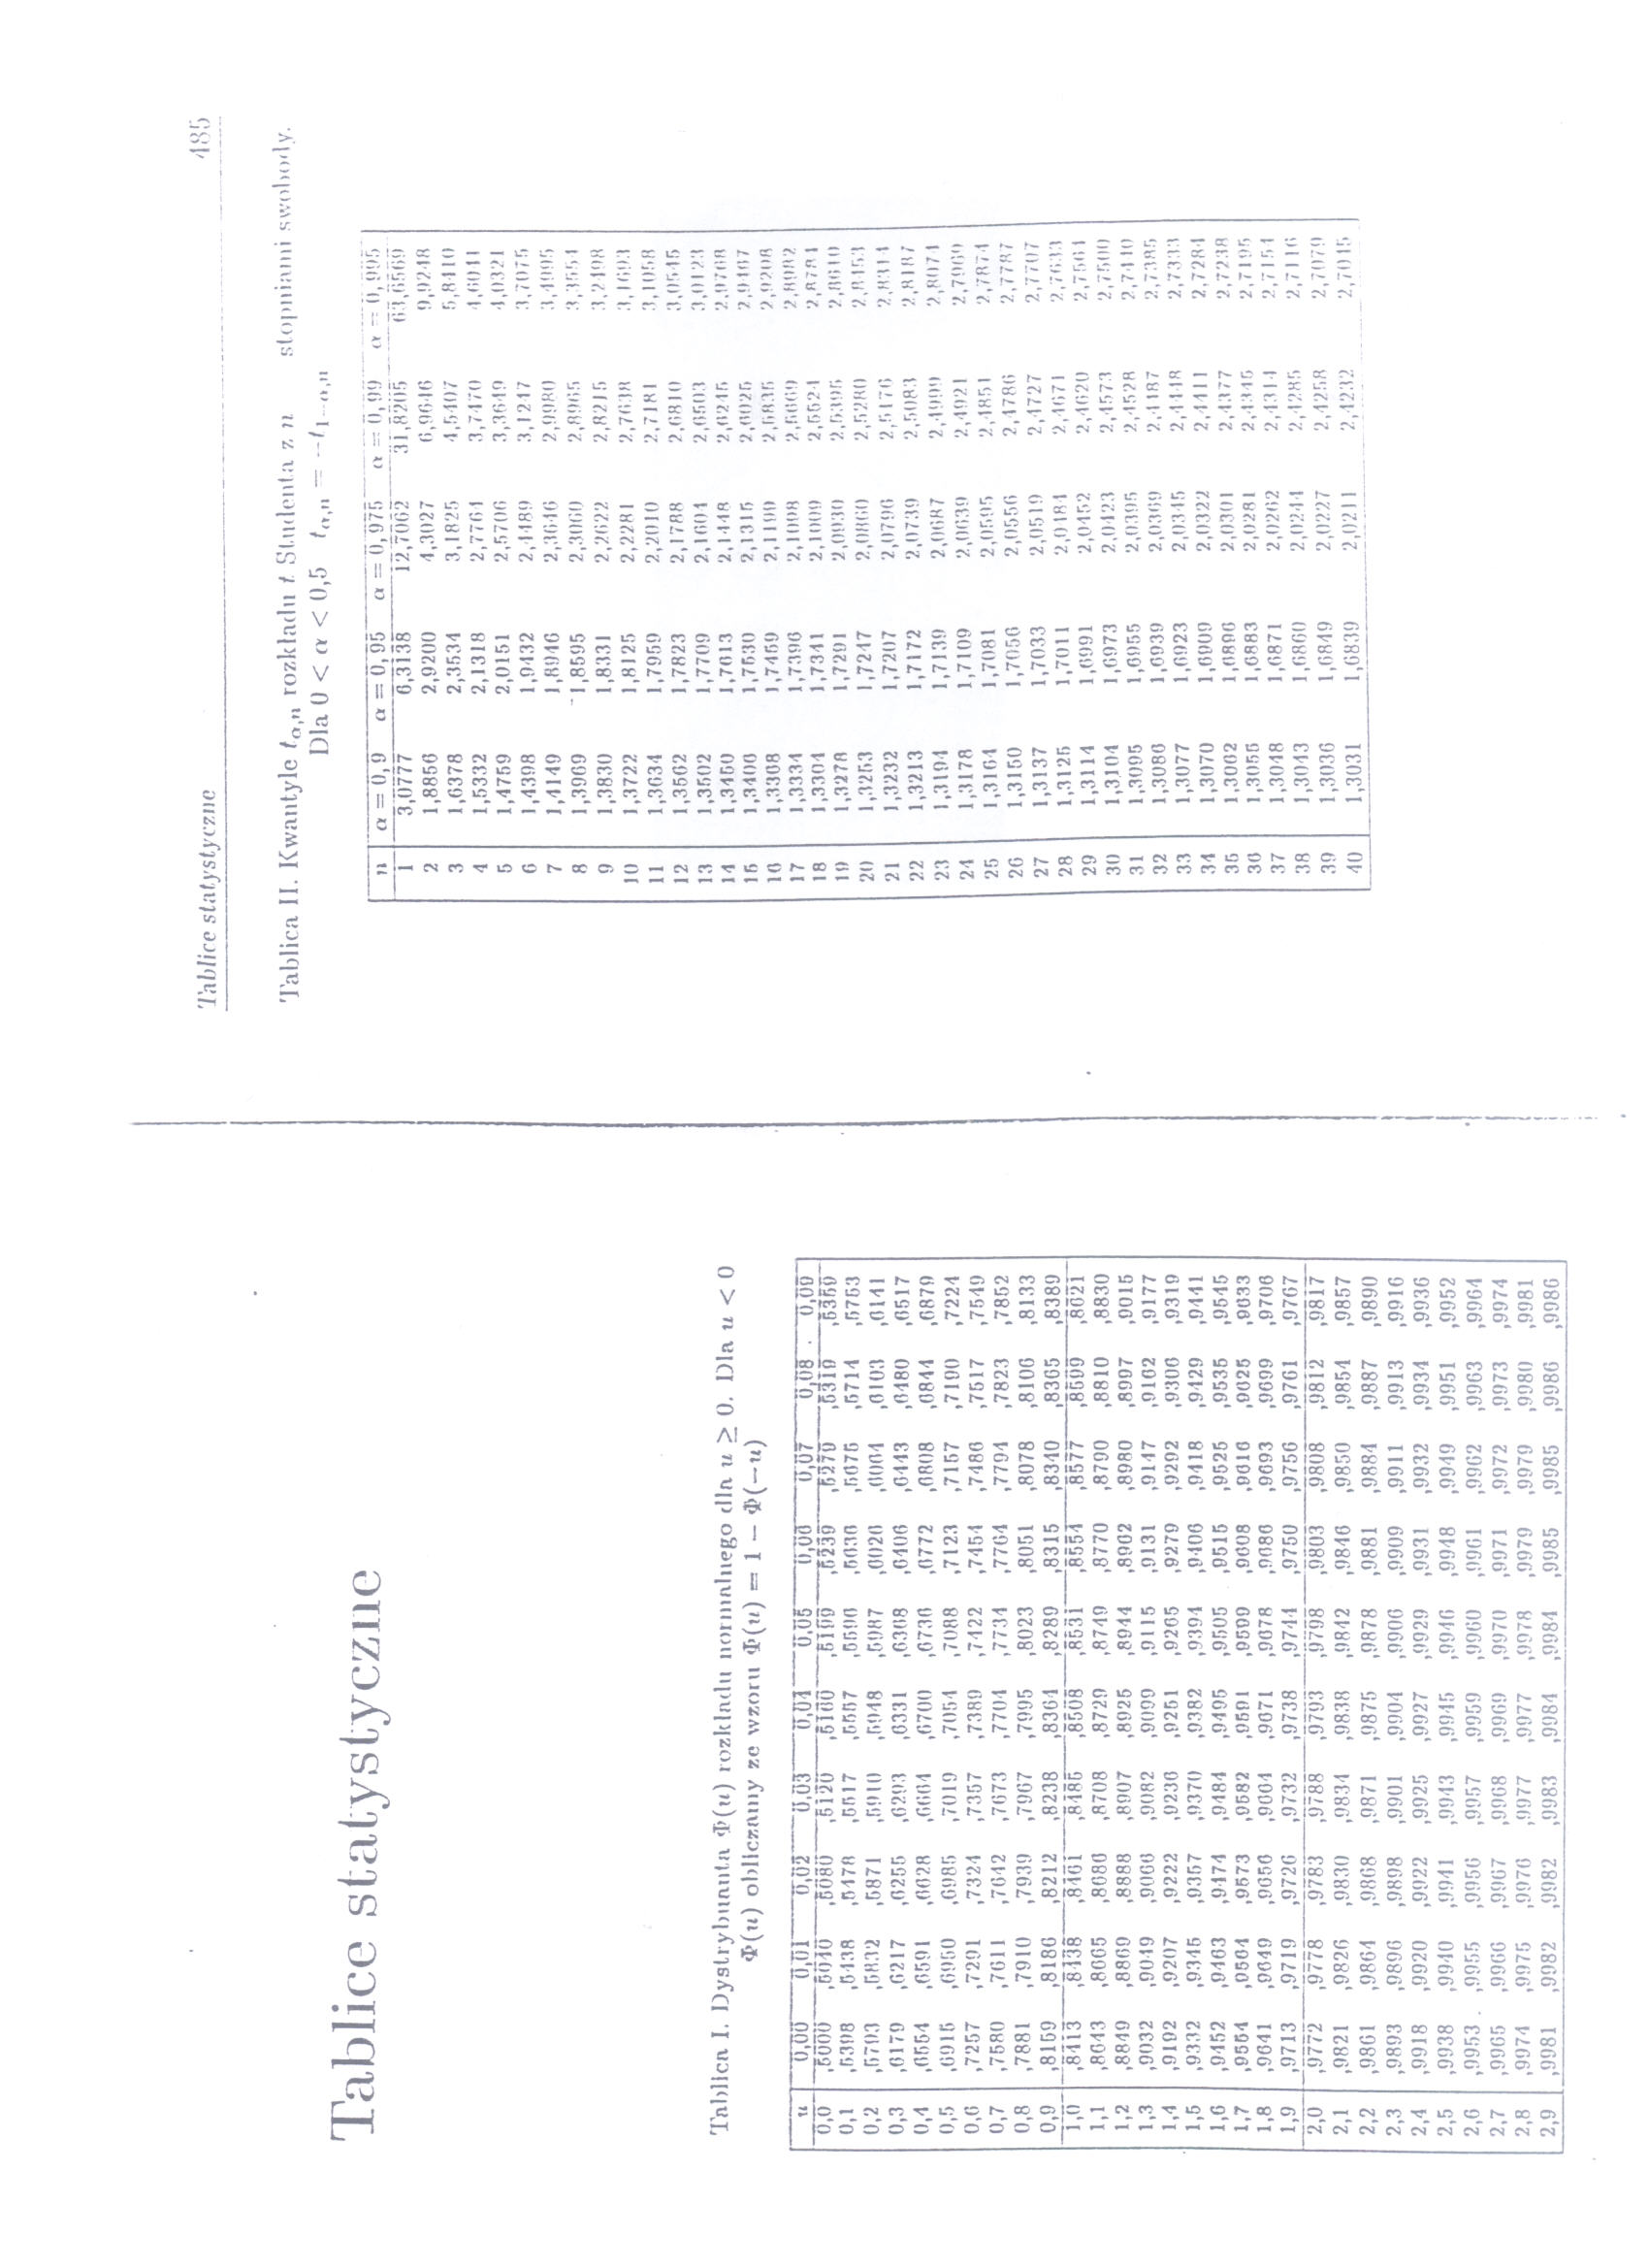 Tablice statystyczne
Tablica I. Dystrybuanta Φ(u) rozkładu normalnego dla u ≥ 0. Dla u < 0
Φ(u) obliczamy ze wzoru Φ(u) = 1 − Φ(−u)
u 0,00 0,01 0,02 0,03 0,04 0,05 0,06 0,07 0,08 0,09
0,0 ,5000 ,5040 ,5080 ,5120 ,5160 ,5199 ,5239 ,5279 ,5319 ,5359
0,1 ,5398 ,5438 ,5478 ,5517 ,5557 ,5596 ,5636 ,5675 ,5714 ,5753
0,2 ,5793 ,5832 ,5871 ,5910 ,5948 ,5987 ,6026 ,6064 ,6103 ,6141
0,3 ,6179 ,6217 ,6255 ,6293 ,6331 ,6368 ,6406 ,6443 ,6480 ,6517
0,4 ,6554 ,6591 ,6628 ,6664 ,6700 ,6736 ,6772 ,6808 ,6844 ,6879
0,5 ,6915 ,6950 ,6985 ,7019 ,7054 ,7088 ,7123 ,7157 ,7190 ,7224
0,6 ,7257 ,7291 ,7324 ,7357 ,7389 ,7422 ,7454 ,7486 ,7517 ,7549
0,7 ,7580 ,7611 ,7642 ,7673 ,7704 ,7734 ,7764 ,7794 ,7823 ,7852
0,8 ,7881 ,7910 ,7939 ,7967 ,7995 ,8023 ,8051 ,8078 ,8106 ,8133
0,9 ,8159 ,8186 ,8212 ,8238 ,8364 ,8289 ,8315 ,8340 ,8365 ,8389
1,0 ,8413 ,8438 ,8461 ,8485 ,8508 ,8531 ,8554 ,8577 ,8599 ,8621
1,1 ,8643 ,8665 ,8686 ,8708 ,8729 ,8749 ,8770 ,8790 ,8810 ,8830
1,2 ,8849 ,8869 ,8888 ,8907 ,8925 ,8944 ,8962 ,8980 ,8997 ,9015
1,3 ,9032 ,9049 ,9066 ,9082 ,9099 ,9115 ,9131 ,9147 ,9162 ,9177
1,4 ,9192 ,9207 ,9222 ,9236 ,9251 ,9265 ,9279 ,9292 ,9306 ,9319
1,5 ,9332 ,9345 ,9357 ,9370 ,9382 ,9394 ,9406 ,9418 ,9429 ,9441
1,6 ,9452 ,9463 ,9474 ,9484 ,9495 ,9505 ,9515 ,9525 ,9535 ,9545
1,7 ,9554 ,9564 ,9573 ,9582 ,9591 ,9599 ,9608 ,9616 ,9625 ,9633
1,8 ,9641 ,9649 ,9656 ,9664 ,9671 ,9678 ,9686 ,9693 ,9699 ,9706
1,9 ,9713 ,9719 ,9726 ,9732 ,9738 ,9744 ,9750 ,9756 ,9761 ,9767
2,0 ,9772 ,9778 ,9783 ,9788 ,9793 ,9798 ,9803 ,9808 ,9812 ,9817
2,1 ,9821 ,9826 ,9830 ,9834 ,9838 ,9842 ,9846 ,9850 ,9854 ,9857
2,2 ,9861 ,9864 ,9868 ,9871 ,9875 ,9878 ,9881 ,9884 ,9887 ,9890
2,3 ,9893 ,9896 ,9898 ,9901 ,9904 ,9906 ,9909 ,9911 ,9913 ,9916
2,4 ,9918 ,9920 ,9922 ,9925 ,9927 ,9929 ,9931 ,9932 ,9934 ,9936
2,5 ,9938 ,9940 ,9941 ,9943 ,9945 ,9946 ,9948 ,9949 ,9951 ,9952
2,6 ,9953 ,9955 ,9956 ,9957 ,9959 ,9960 ,9961 ,9962 ,9963 ,9964
2,7 ,9965 ,9966 ,9967 ,9968 ,9969 ,9970 ,9971 ,9972 ,9973 ,9974
2,8 ,9974 ,9975 ,9976 ,9977 ,9977 ,9978 ,9979 ,9979 ,9980 ,9981
2,9 ,9981 ,9982 ,9982 ,9983 ,9984 ,9984 ,9985 ,9985 ,9986 ,9986
Tablice statystyczne 485
Tablica II. Kwantyle tα,n rozkładu t Studenta z n stopniami swobody.
Dla 0 < α < 0,5 tα,n = −t1−α,n
n α = 0,9 α = 0,95 α = 0,975 α = 0,99 α = 0,995
1 3,0777 6,3138 12,7062 31,8205 63,6569
2 1,8856 2,9200 4,3027 6,9646 9,9248
3 1,6378 2,3534 3,1825 4,5407 5,8410
4 1,5332 2,1318 2,7764 3,7470 4,6041
5 1,4759 2,0151 2,5706 3,3649 4,0321
6 1,4398 1,9432 2,4489 3,1247 3,7075
7 1,4149 1,8946 2,3646 2,9980 3,4995
8 1,3969 1,8595 2,3060 2,8965 3,3554
9 1,3830 1,8331 2,2622 2,8215 3,2498
10 1,3722 1,8125 2,2281 2,7638 3,1693
11 1,3634 1,7959 2,2010 2,7181 3,1058
12 1,3562 1,7823 2,1788 2,6810 3,0545
13 1,3502 1,7709 2,1604 2,6503 3,0123
14 1,3450 1,7613 2,1448 2,6245 2,9768
15 1,3406 1,7530 2,1315 2,6025 2,9467
16 1,3368 1,7459 2,1199 2,5835 2,9208
17 1,3334 1,7396 2,1098 2,5669 2,8982
18 1,3304 1,7341 2,1009 2,5524 2,8784
19 1,3278 1,7291 2,0930 2,5395 2,8610
20 1,3253 1,7247 2,0860 2,5280 2,8453
21 1,3232 1,7207 2,0796 2,5176 2,8314
22 1,3213 1,7172 2,0739 2,5083 2,8187
23 1,3194 1,7139 2,0687 2,4999 2,8074
24 1,3178 1,7109 2,0639 2,4921 2,7969
25 1,3164 1,7081 2,0595 2,4851 2,7874
26 1,3150 1,7056 2,0556 2,4786 2,7787
27 1,3137 1,7033 2,0519 2,4727 2,7707
28 1,3125 1,7011 2,0484 2,4671 2,7633
29 1,3114 1,6991 2,0452 2,4620 2,7564
30 1,3104 1,6973 2,0423 2,4573 2,7500
31 1,3095 1,6955 2,0395 2,4528 2,7440
32 1,3086 1,6939 2,0369 2,4487 2,7385
33 1,3077 1,6923 2,0345 2,4448 2,7333
34 1,3070 1,6909 2,0322 2,4411 2,7284
35 1,3062 1,6896 2,0301 2,4377 2,7238
36 1,3055 1,6883 2,0281 2,4345 2,7195
37 1,3048 1,6871 2,0262 2,4314 2,7154
38 1,3043 1,6860 2,0244 2,4285 2,7116
39 1,3036 1,6849 2,0227 2,4258 2,7079
40 1,3031 1,6839 2,0211 2,4232 2,7045